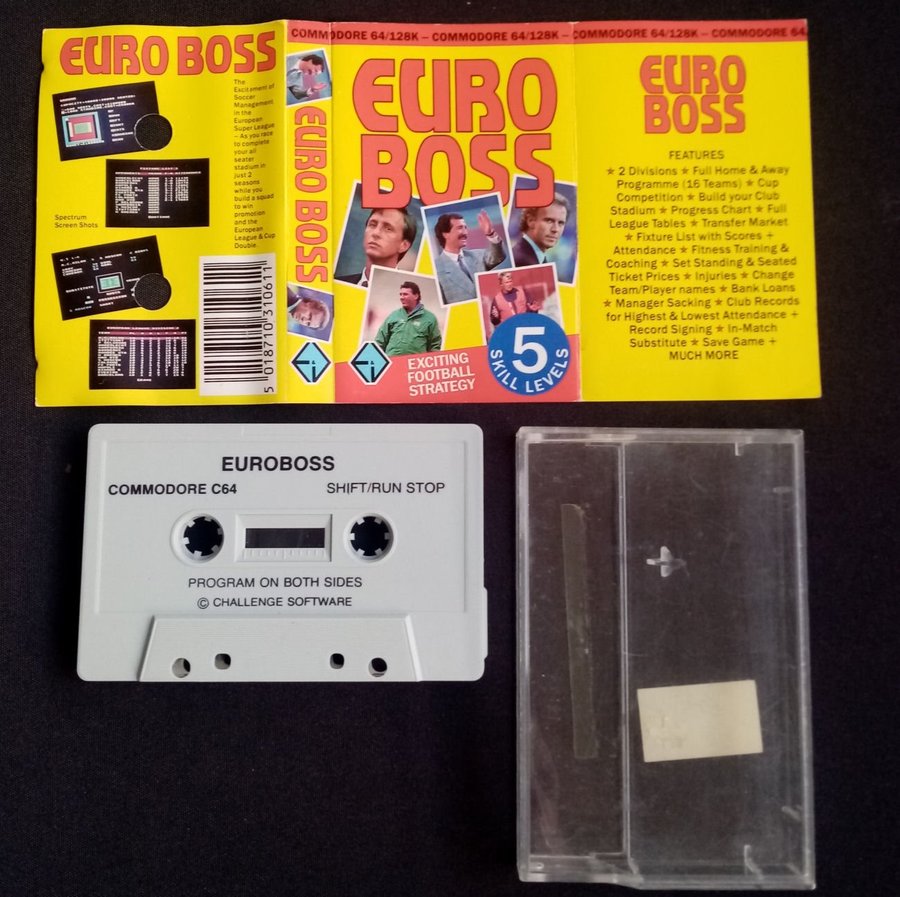 COMMODORE 64/128K – COMMODORE 64/128K – COMMODORE 64/128K – COMMODORE 64
EURO BOSS
The
Excitement of
Soccer
Management
in the
European
Super League
– As you race
to complete
your all
seater
stadium in
just 2
seasons
while you
build a squad
to win
promotion
and the
European
League & Cup
Double.
Spectrum
Screen Shots
5 018710 310611
EURO BOSS
EURO
BOSS
EXCITING
FOOTBALL
STRATEGY
5
SKILL LEVELS
EURO
BOSS
FEATURES
★ 2 Divisions ★ Full Home & Away
Programme (16 Teams) ★ Cup
Competition ★ Build your Club
Stadium ★ Progress Chart ★ Full
League Tables ★ Transfer Market
★ Fixture List with Scores +
Attendance ★ Fitness Training &
Coaching ★ Set Standing & Seated
Ticket Prices ★ Injuries ★ Change
Team/Player names ★ Bank Loans
★ Manager Sacking ★ Club Records
for Highest & Lowest Attendance +
Record Signing ★ In-Match
Substitute ★ Save Game +
MUCH MORE
EUROBOSS
COMMODORE C64 SHIFT/RUN STOP
PROGRAM ON BOTH SIDES
© CHALLENGE SOFTWARE